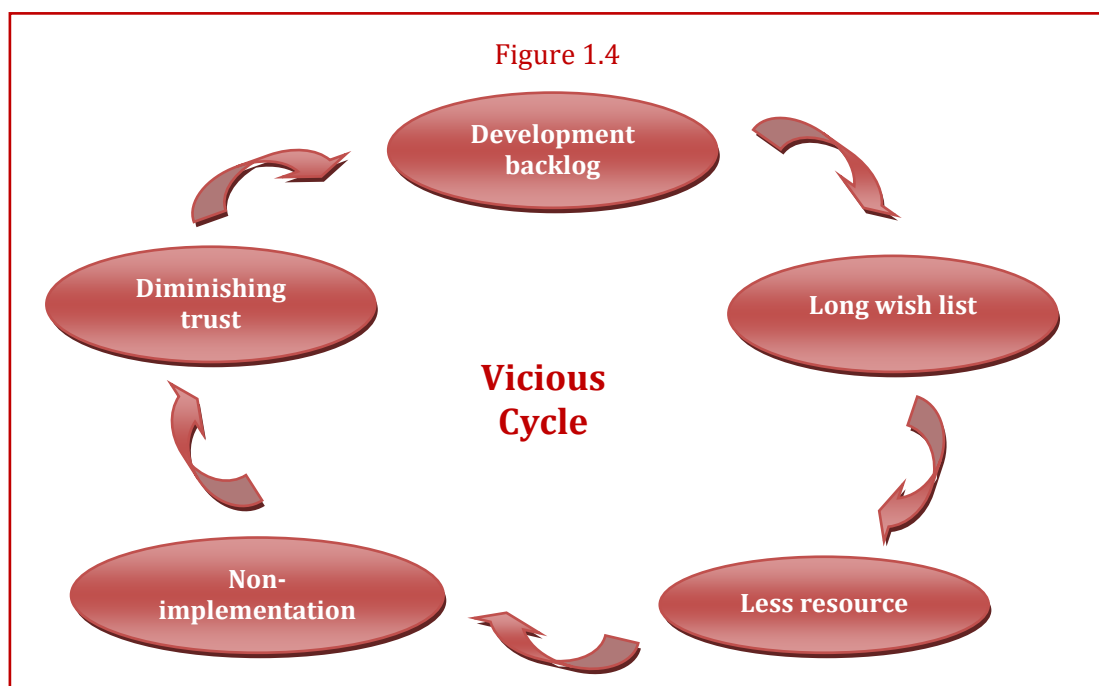 Figure 1.4
Development
backlog
Long wish list
Less resource
Non-
implementation
Diminishing
trust
Vicious
Cycle